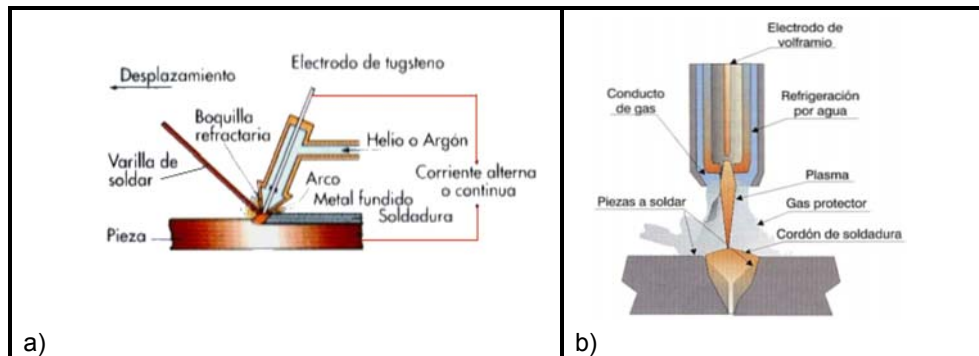 Desplazamiento
Electrodo de tugsteno
Boquilla
refractaria
Helio o Argón
Varilla de
soldar
Arco
Corriente alterna
o continua
Metal fundido
Soldadura
Pieza
a)
Electrodo de
volframio
Conducto
de gas
Refrigeración
por agua
Plasma
Gas protector
Piezas a soldar
Cordón de soldadura
b)